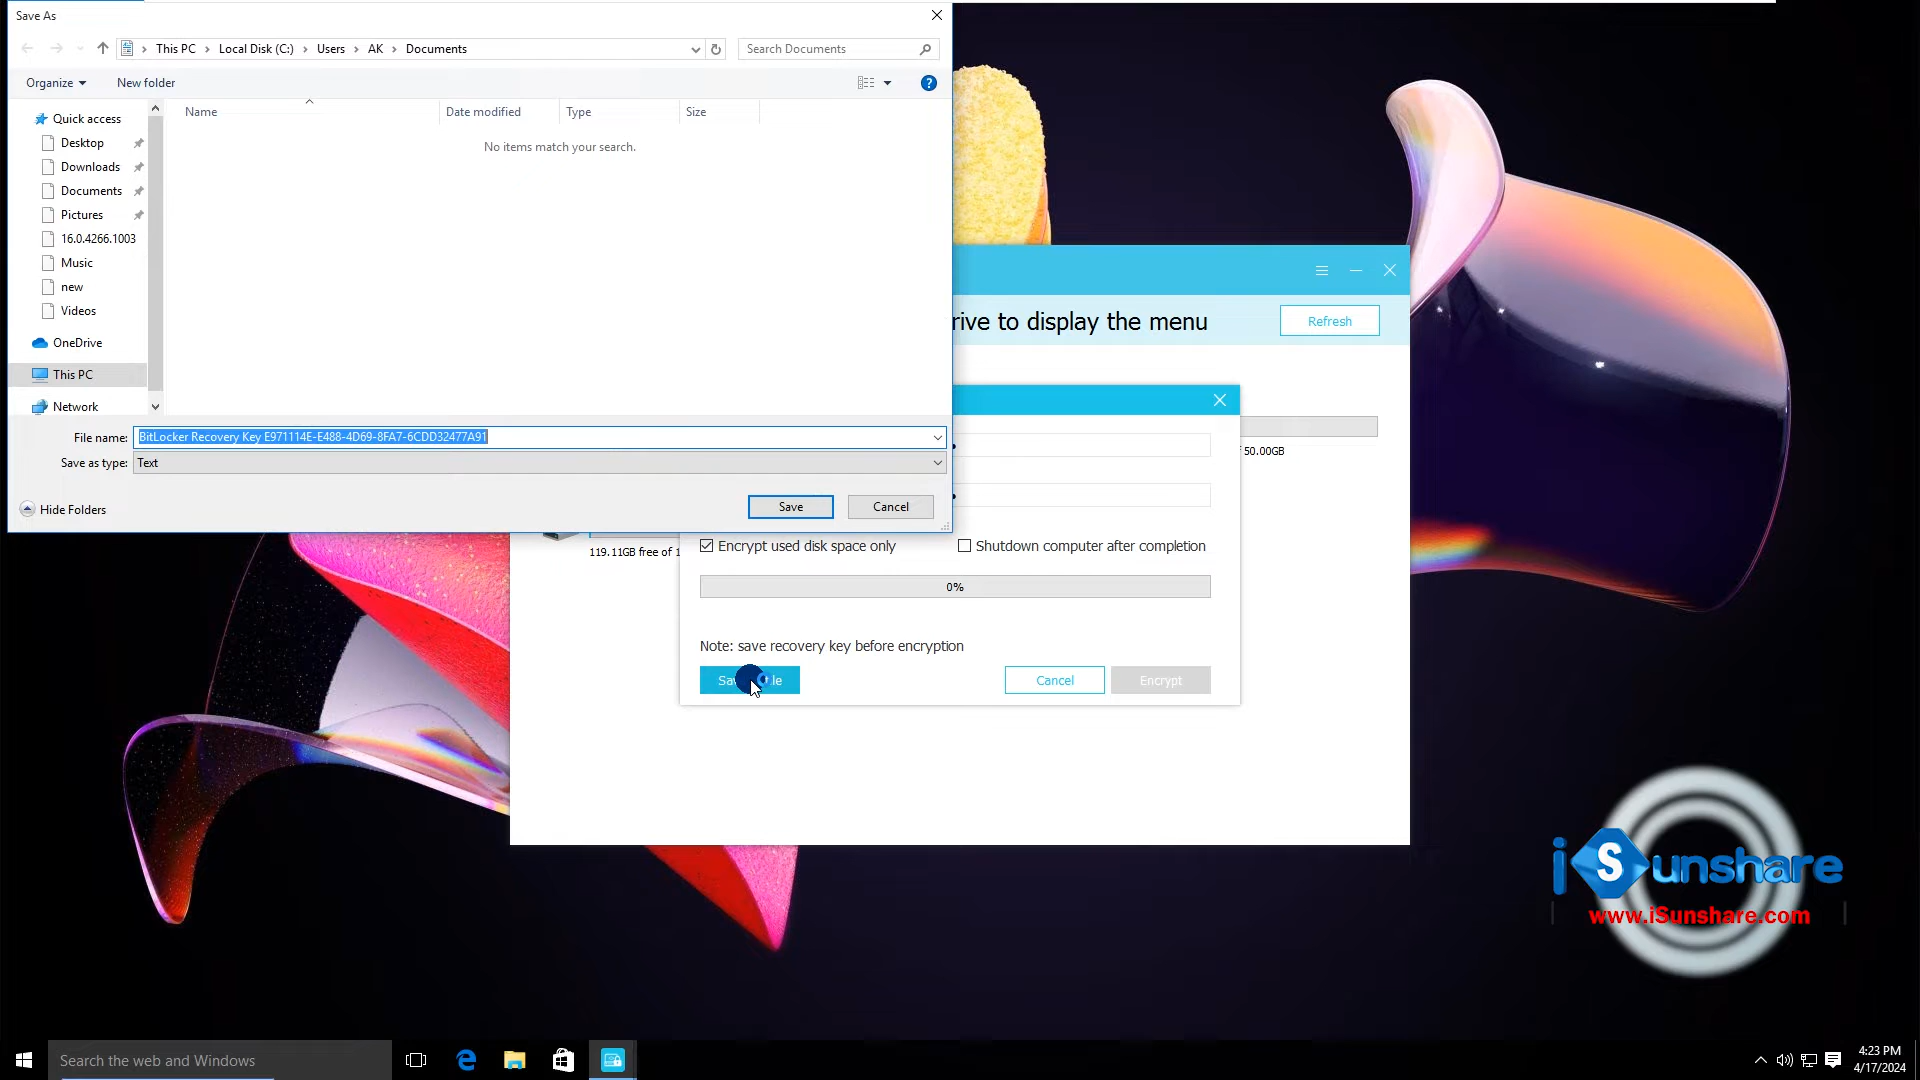 Save As
This PC
Local Disk (C:)
Users
AK
Documents
Search Documents
Organize
New folder
Name
Date modified
Type
Size
No items match your search.
Quick access
Desktop
Downloads
Documents
Pictures
16.0.4266.1003
Music
new
Videos
OneDrive
This PC
Network
File name:
BitLocker Recovery Key E971114E-E488-4D69-8FA7-6CDD32477A91
Save as type:
Text
Hide Folders
Save
Cancel
rive to display the menu
Refresh
50.00GB
119.11GB free of 1
Encrypt used disk space only
Shutdown computer after completion
0%
Note: save recovery key before encryption
Cancel
Encrypt
iSunshare
www.iSunshare.com
Search the web and Windows
4:23 PM
4/17/2024